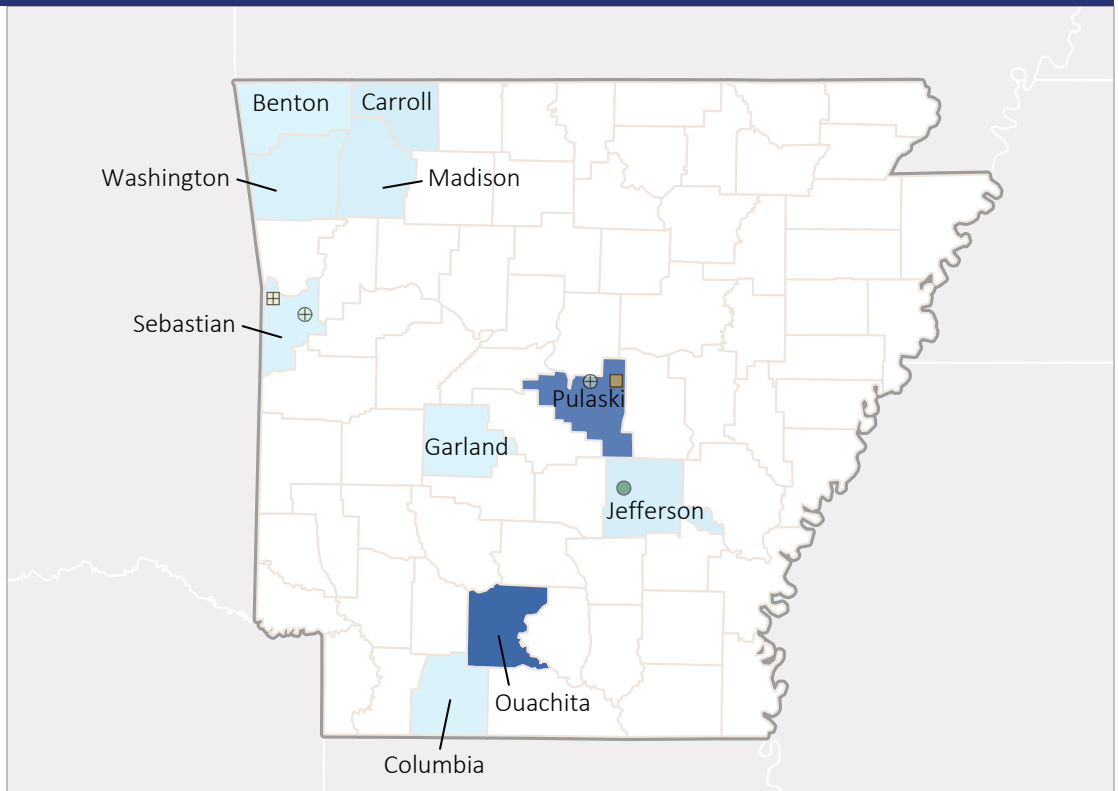 Benton
Carroll
Washington
Madison
Sebastian
Pulaski
Garland
Jefferson
Ouachita
Columbia